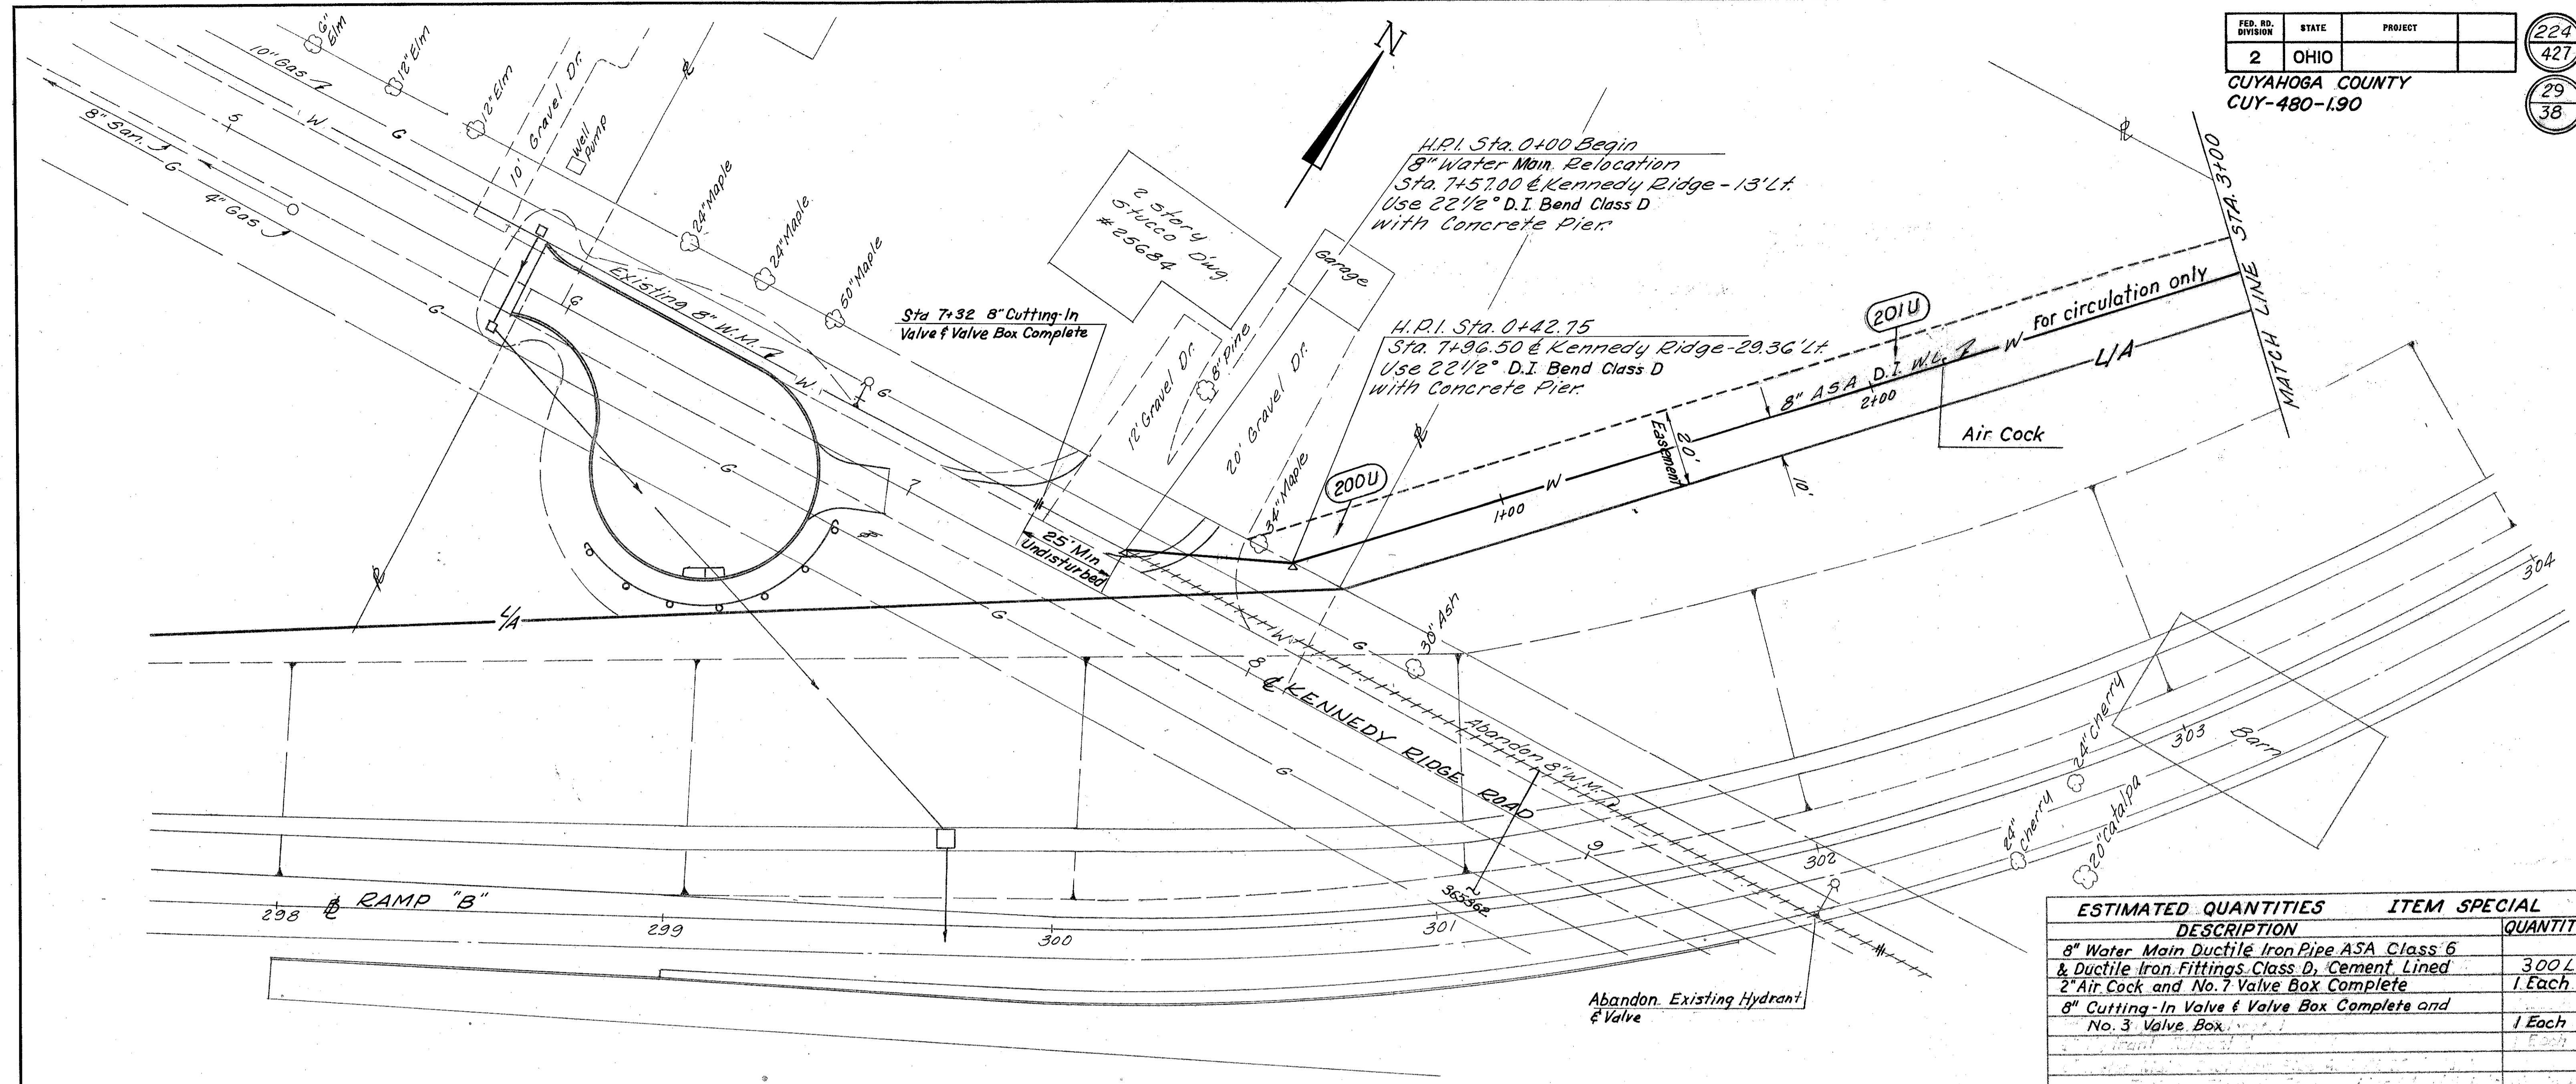 FED. RD. DIVISION
STATE
PROJECT
2
OHIO
224
427
CUYAHOGA COUNTY
CUY-480-1.90
29
38
N
6" Elm
12" Elm
12" Elm
10" Gas
10' Gravel Dr.
Well Pump
8" San.
4" Gas
5
W
G
G
G
G
24" Maple
24" Maple
50" Maple
Existing 8" W.M.
6
W
G
G
7
2 Story
Stucco Dwg.
#25684
Garage
H.P.I. Sta. 0+00 Begin
8" Water Main Relocation
Sta. 7+57.00 ℄ Kennedy Ridge - 13' Lt.
Use 22 1/2° D.I. Bend Class D
with Concrete Pier.
Sta 7+32 8" Cutting-In
Valve & Valve Box Complete
H.P.I. Sta. 0+42.75
Sta. 7+96.50 ℄ Kennedy Ridge - 29.36' Lt.
Use 22 1/2° D.I. Bend Class D
with Concrete Pier.
12' Gravel Dr.
8" Pine
20' Gravel Dr.
34" Maple
25' Min
Undisturbed
200U
201U
1+00
W
20'
Easement
8" ASA D.I. W.L.
2+00
W
For circulation only
L/A
Air Cock
10'
MATCH LINE STA. 3+00
L/A
G
W
G
30" Ash
8
℄ KENNEDY RIDGE ROAD
Abandon 8" W.M.
G
9
365362
℄ RAMP "B"
298
299
300
301
302
303
304
24" Cherry
24" Cherry
20" Catalpa
Barn
Abandon Existing Hydrant
& Valve
ESTIMATED QUANTITIES ITEM SPECIAL
DESCRIPTION
8" Water Main Ductile Iron Pipe ASA Class 6
& Ductile Iron Fittings Class D, Cement Lined 300
2" Air Cock and No. 7 Valve Box Complete 1 Each
8" Cutting-In Valve & Valve Box Complete and
No. 3 Valve Box 1 Each